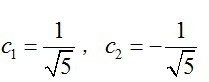 c₁ = 1/√5 , c₂ = −1/√5